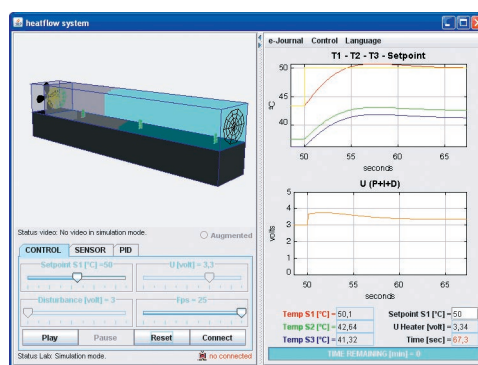 heatflow system
e-Journal Control Language
T1 - T2 - T3 - Setpoint
50
45
40
ºC
50 55 60 65
seconds
U (P+I+D)
5
4
3
2
1
0
volts
50 55 60 65
seconds
Status video: No video in simulation mode.
Augmented
CONTROL SENSOR PID
Setpoint S1 [°C] =50
U [volt] = 3,3
Disturbance [volt] = 3
Fps = 25
Play Pause Reset Connect
Status Lab: Simulation mode.
no connected
Temp S1 [°C] = 50,1
Setpoint S1 [°C] = 50
Temp S2 [°C] = 42,64
U Heater [volt] = 3,34
Temp S3 [°C] = 41,32
Time [sec] = 67,3
TIME REMAINING [min] = 0